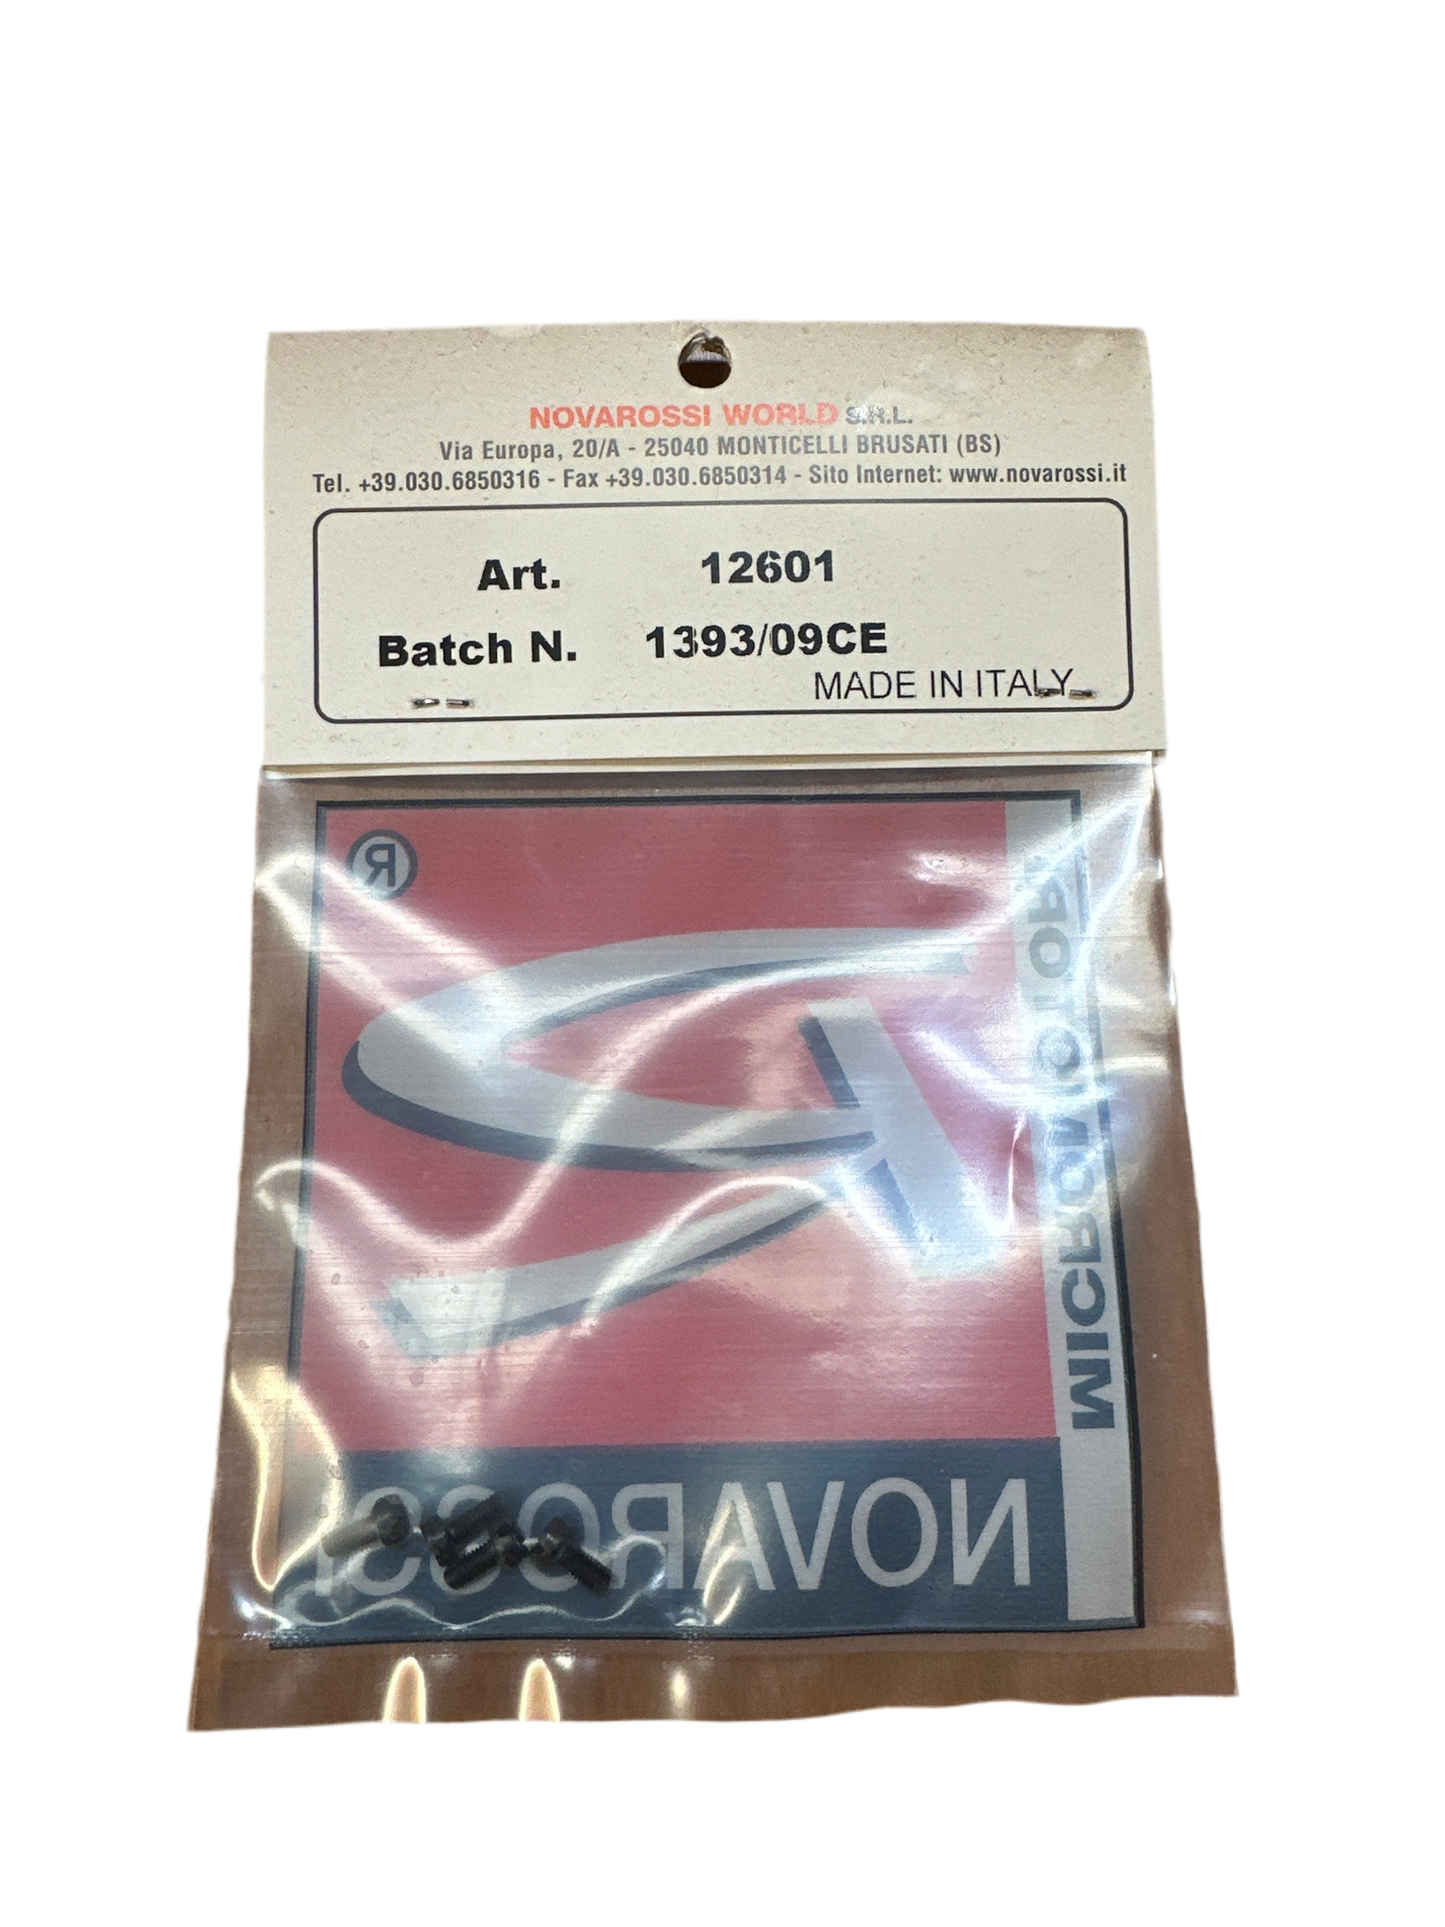 NOVAROSSI WORLD S.R.L.
Via Europa, 20/A - 25040 MONTICELLI BRUSATI (BS)
Tel. +39.030.6850316 - Fax +39.030.6850314 - Sito Internet: www.novarossi.it
Art. 12601
Batch N. 1393/09CE
MADE IN ITALY
®
MICROMOTORI
NOVAROSSI